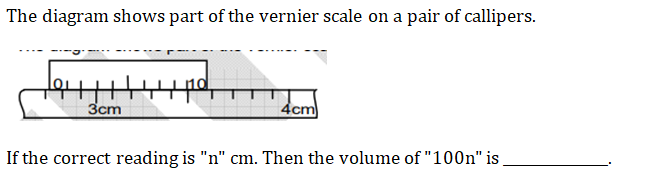 The diagram shows part of the vernier scale on a pair of callipers.
0 10
3cm 4cm
If the correct reading is "n" cm. Then the volume of "100n" is ____________.